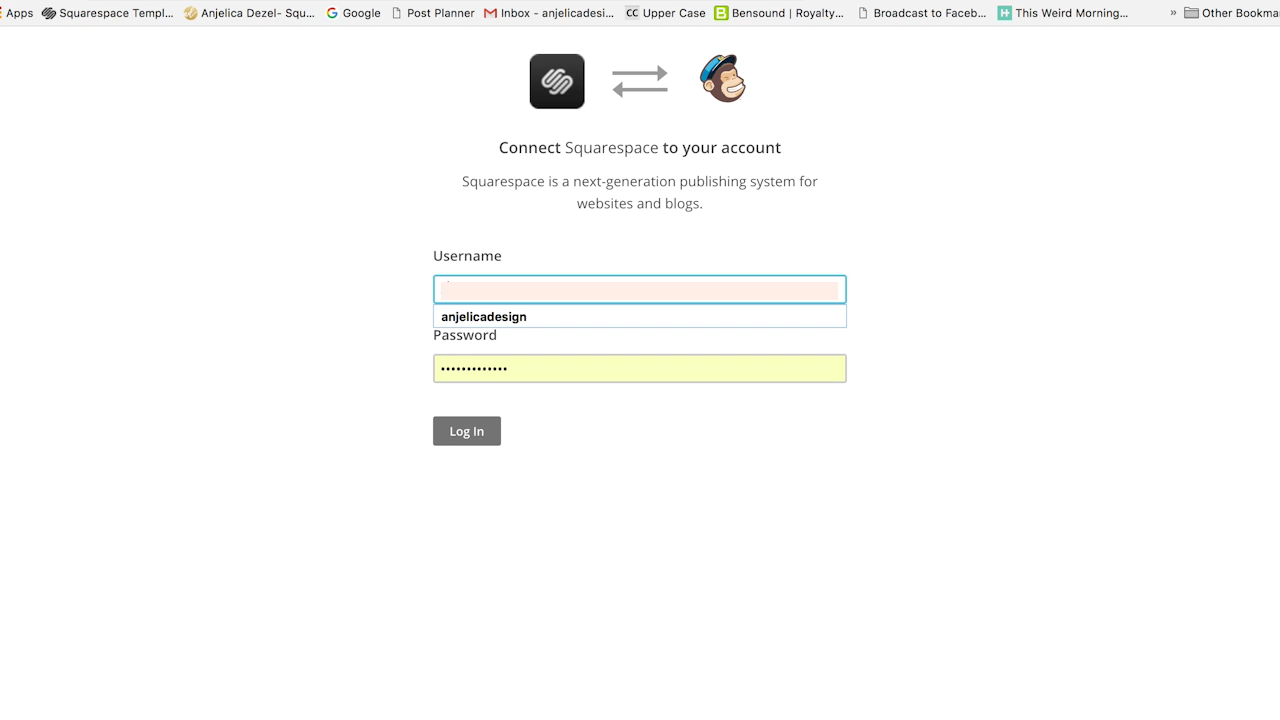 Apps Squarespace Templ... Anjelica Dezel- Squ... Google Post Planner Inbox - anjelicadesi... CC Upper Case B Bensound | Royalty... Broadcast to Faceb... H This Weird Morning... » Other Bookma
Connect Squarespace to your account
Squarespace is a next-generation publishing system for
websites and blogs.
Username
anjelicadesign
Password
•••••••••••••
Log In